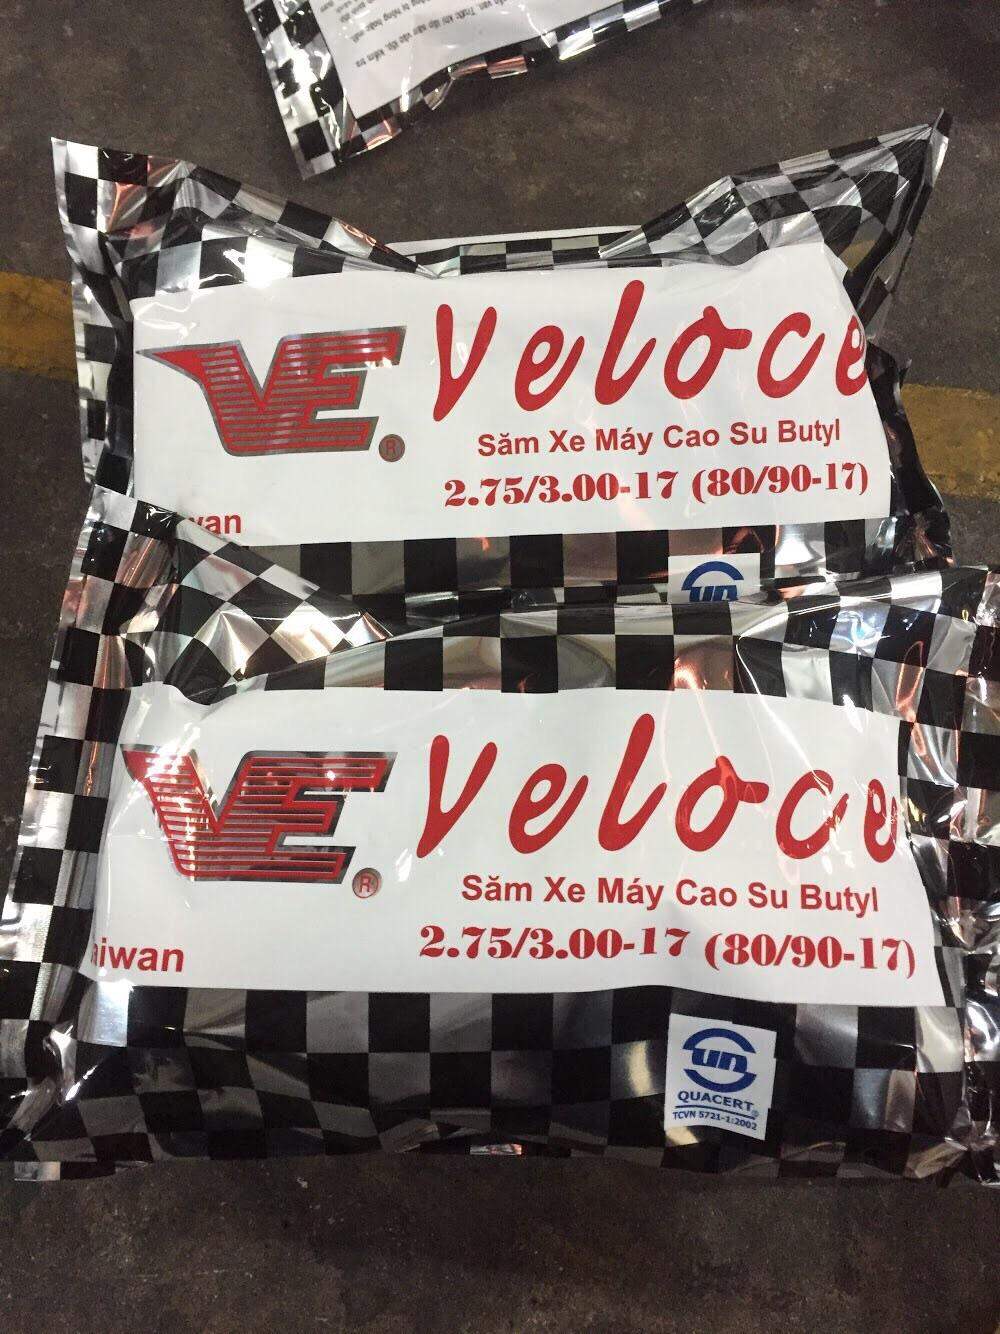 VE
®
Veloce
Săm Xe Máy Cao Su Butyl
2.75/3.00-17 (80/90-17)
VE
®
Veloce
Săm Xe Máy Cao Su Butyl
2.75/3.00-17 (80/90-17)
QUACERT
TCVN 5721-1:2002